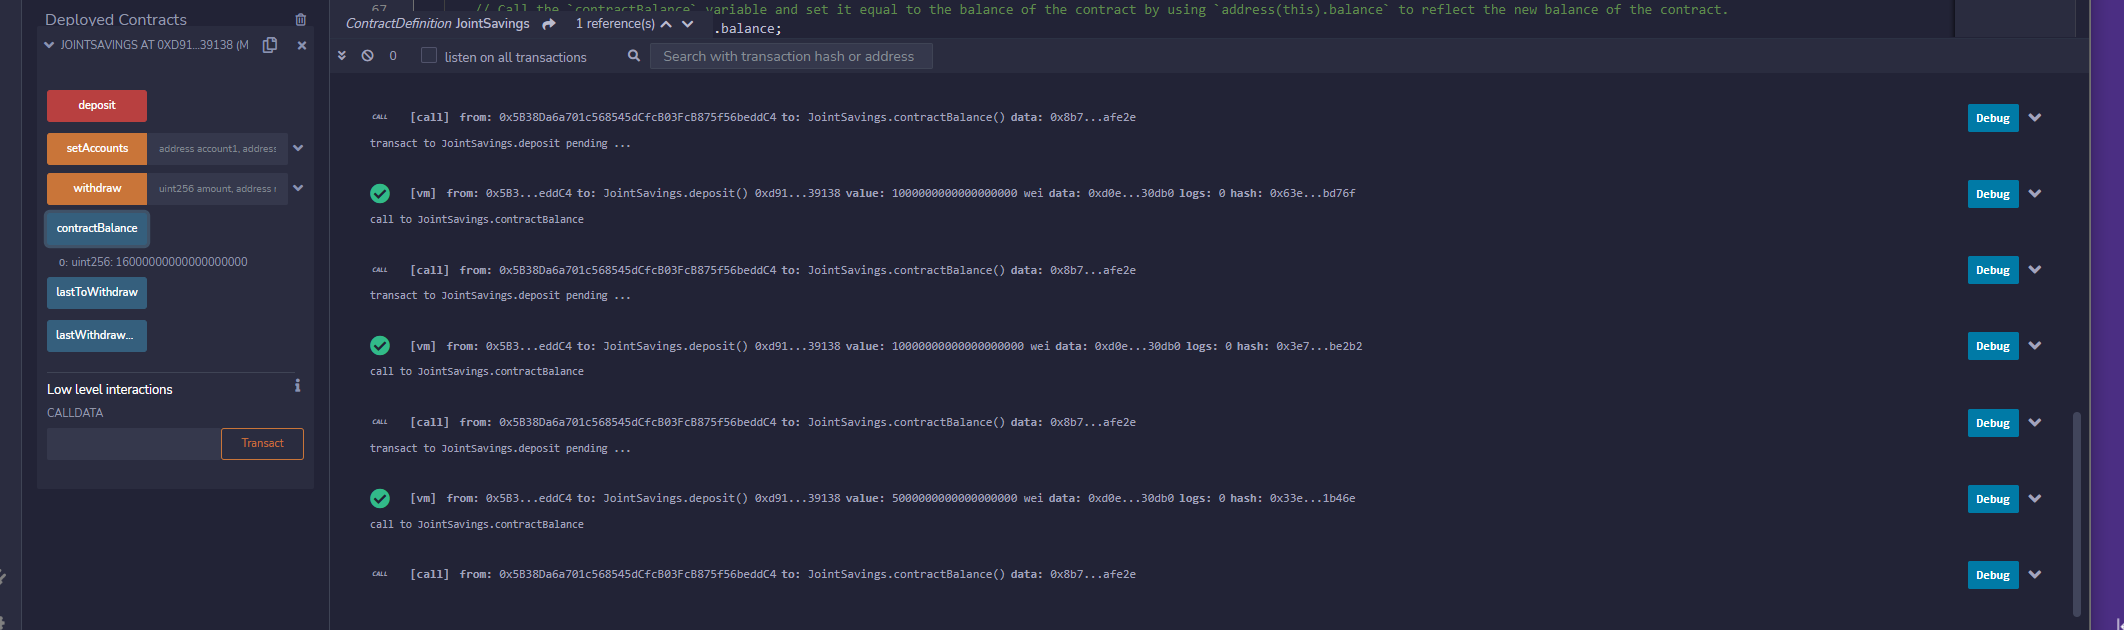 Deployed Contracts
JOINTSAVINGS AT 0XD91...39138 (M
deposit
setAccounts address account1, address
withdraw uint256 amount, address
contractBalance
0: uint256: 16000000000000000000
lastToWithdraw
lastWithdraw...
Low level interactions
CALLDATA
Transact
67 // Call the `contractBalance` variable and set it equal to the balance of the contract by using `address(this).balance` to reflect the new balance of the contract.
ContractDefinition JointSavings 1 reference(s)
.balance;
0 listen on all transactions Search with transaction hash or address
CALL [call] from: 0x5B38Da6a701c568545dCfcB03FcB875f56beddC4 to: JointSavings.contractBalance() data: 0x8b7...afe2e Debug
transact to JointSavings.deposit pending ...
[vm] from: 0x5B3...eddC4 to: JointSavings.deposit() 0xd91...39138 value: 1000000000000000000 wei data: 0xd0e...30db0 logs: 0 hash: 0x63e...bd76f Debug
call to JointSavings.contractBalance
CALL [call] from: 0x5B38Da6a701c568545dCfcB03FcB875f56beddC4 to: JointSavings.contractBalance() data: 0x8b7...afe2e Debug
transact to JointSavings.deposit pending ...
[vm] from: 0x5B3...eddC4 to: JointSavings.deposit() 0xd91...39138 value: 10000000000000000000 wei data: 0xd0e...30db0 logs: 0 hash: 0x3e7...be2b2 Debug
call to JointSavings.contractBalance
CALL [call] from: 0x5B38Da6a701c568545dCfcB03FcB875f56beddC4 to: JointSavings.contractBalance() data: 0x8b7...afe2e Debug
transact to JointSavings.deposit pending ...
[vm] from: 0x5B3...eddC4 to: JointSavings.deposit() 0xd91...39138 value: 5000000000000000000 wei data: 0xd0e...30db0 logs: 0 hash: 0x33e...1b46e Debug
call to JointSavings.contractBalance
CALL [call] from: 0x5B38Da6a701c568545dCfcB03FcB875f56beddC4 to: JointSavings.contractBalance() data: 0x8b7...afe2e Debug